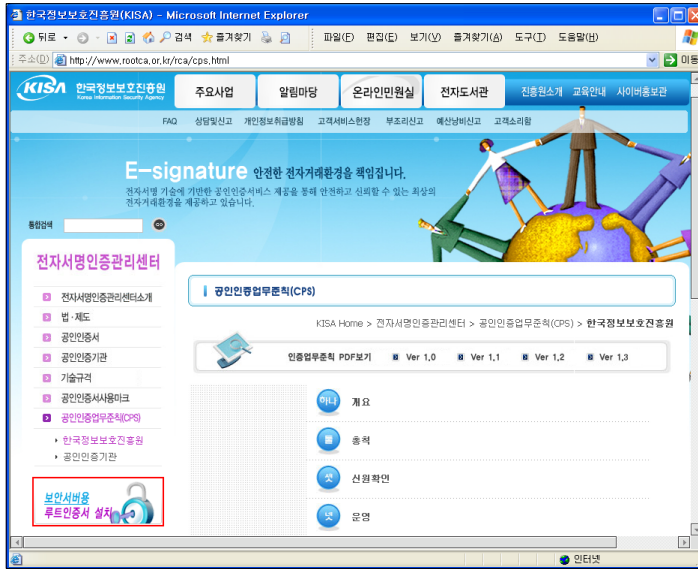 한국정보보호진흥원(KISA) - Microsoft Internet Explorer
뒤로 검색 즐겨찾기 파일(F) 편집(E) 보기(V) 즐겨찾기(A) 도구(T) 도움말(H)
주소(D) http://www.rootca.or.kr/rca/cps.html 이동
KISA 한국정보보호진흥원 주요사업 알림마당 온라인민원실 전자도서관 진흥원소개 교육안내 사이버홍보관
Korea Information Security Agency
FAQ 상담및신고 개인정보취급방침 고객서비스헌장 부조리신고 예산낭비신고 고객소리함
E-signature 안전한 전자거래환경을 책임집니다.
전자서명 기술에 기반한 공인인증서비스 제공을 통해 안전하고 신뢰할 수 있는 최상의
전자거래환경을 제공하고 있습니다.
통합검색 GO
전자서명인증관리센터
전자서명인증관리센터소개
법·제도
공인인증서
공인인증기관
기술규격
공인인증서사용마크
공인인증업무준칙(CPS)
한국정보보호진흥원
공인인증기관
보안서버용
루트인증서 설치
공인인증업무준칙(CPS)
KISA Home > 전자서명인증관리센터 > 공인인증업무준칙(CPS) > 한국정보보호진흥원
인증업무준칙 PDF보기 Ver 1.0 Ver 1.1 Ver 1.2 Ver 1.3
하나 개요
둘 총칙
셋 신원확인
넷 운영
인터넷